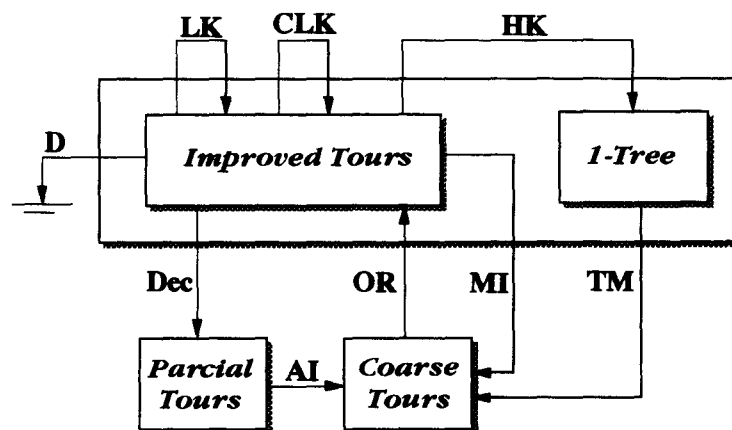 LK
CLK
HK
D
Improved Tours
1-Tree
Dec
OR
MI
TM
Parcial
Tours
AI
Coarse
Tours